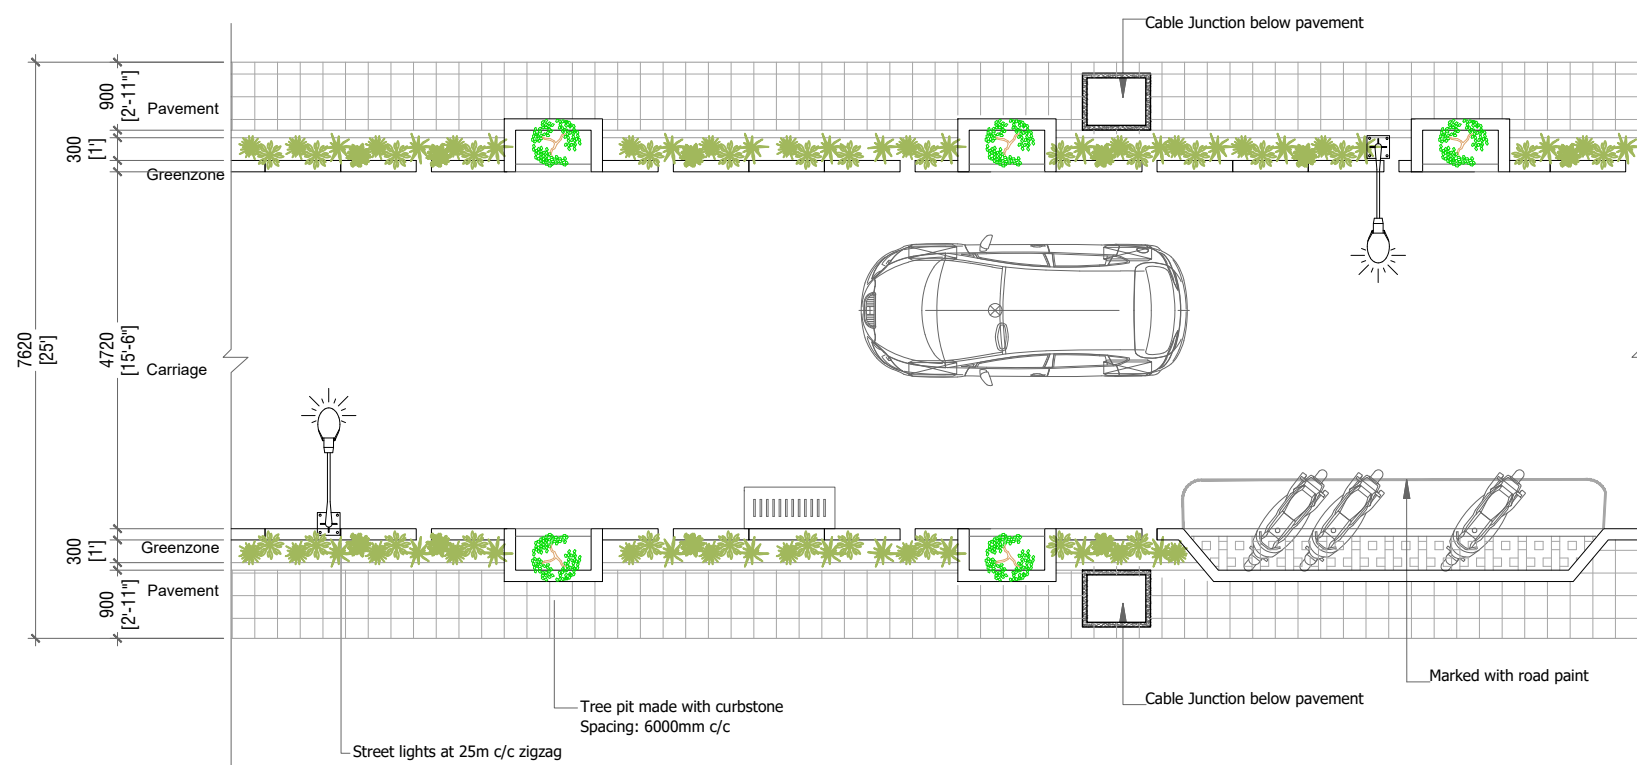 Cable Junction below pavement
900
[2'-11"]
Pavement
300
[1']
Greenzone
7620
[25']
4720
[15'-6"]
Carriage
300
[1']
Greenzone
900
[2'-11"]
Pavement
Marked with road paint
Cable Junction below pavement
Tree pit made with curbstone
Spacing: 6000mm c/c
Street lights at 25m c/c zigzag